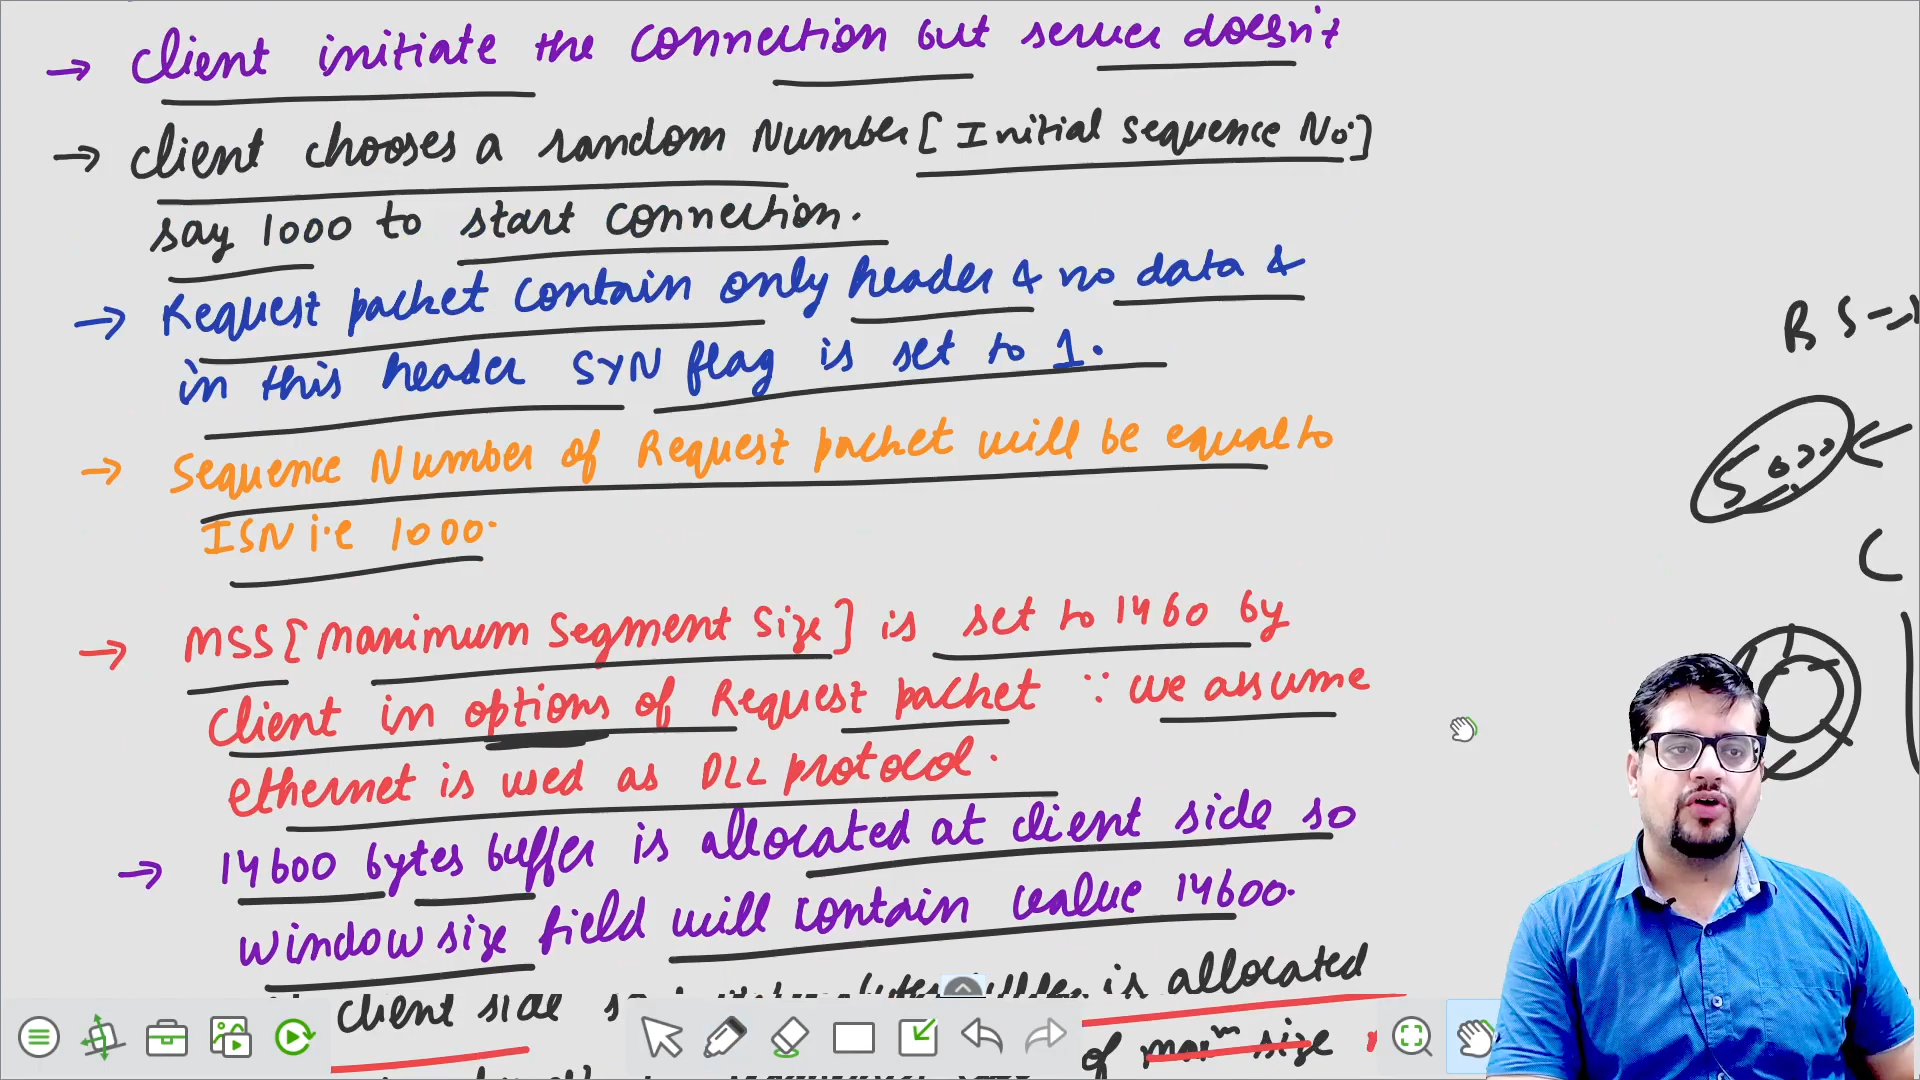 → Client initiate the connection but server doesn't
→ Client chooses a random Number [Initial sequence No.]
say 1000 to start connection.
→ Request packet contain only header & no data &
in this header SYN flag is set to 1.
→ Sequence Number of Request packet will be equal to
ISN i.e 1000.
→ MSS [Maximum Segment Size] is set to 1460 by
client in options of Request packet ∵ we assume
ethernet is used as DLL protocol.
→ 14600 bytes buffer is allocated at client side so
window size field will contain value 14600.
client side is allocated
of maxm size